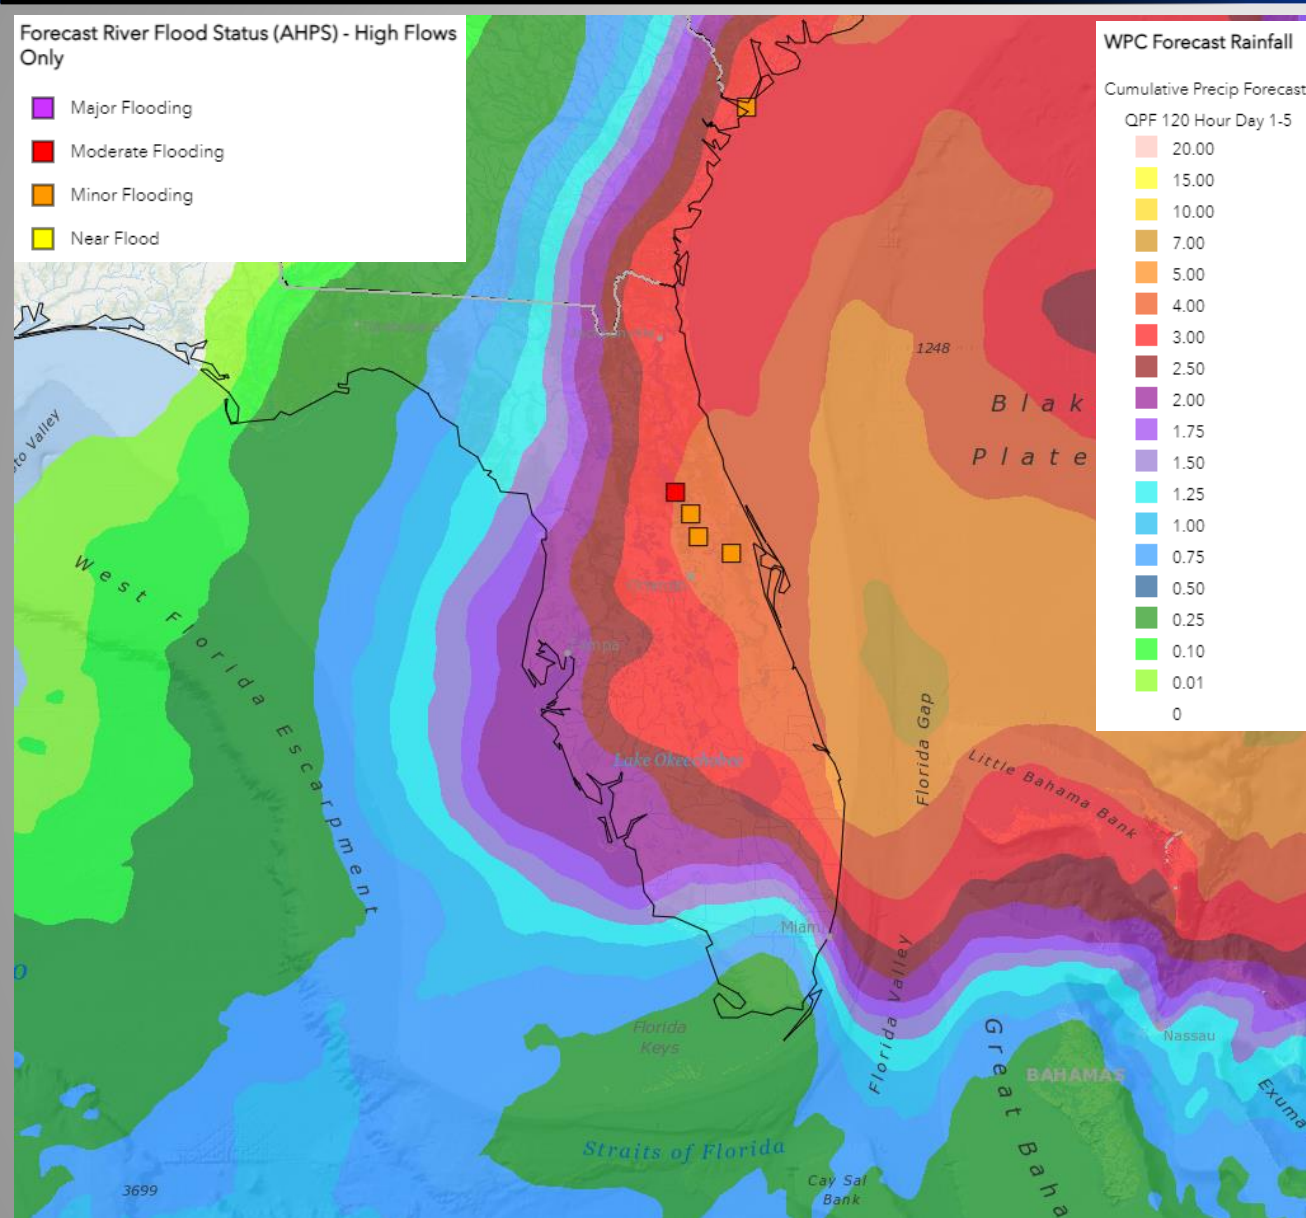 Forecast River Flood Status (AHPS) - High Flows
Only
Major Flooding
Moderate Flooding
Minor Flooding
Near Flood
WPC Forecast Rainfall
Cumulative Precip Forecast
QPF 120 Hour Day 1-5
20.00
15.00
10.00
7.00
5.00
4.00
3.00
2.50
2.00
1.75
1.50
1.25
1.00
0.75
0.50
0.25
0.10
0.01
0
1248
Blak
Plate
to Valley
West Florida Escarpment
Tampa
Lake Okeechobee
Florida Gap
Little Bahama Bank
Miami
Florida Valley
O
Florida
Keys
Great Baha
Nassau
BAHAMAS
Exuma
Straits of Florida
Cay Sal
Bank
3699